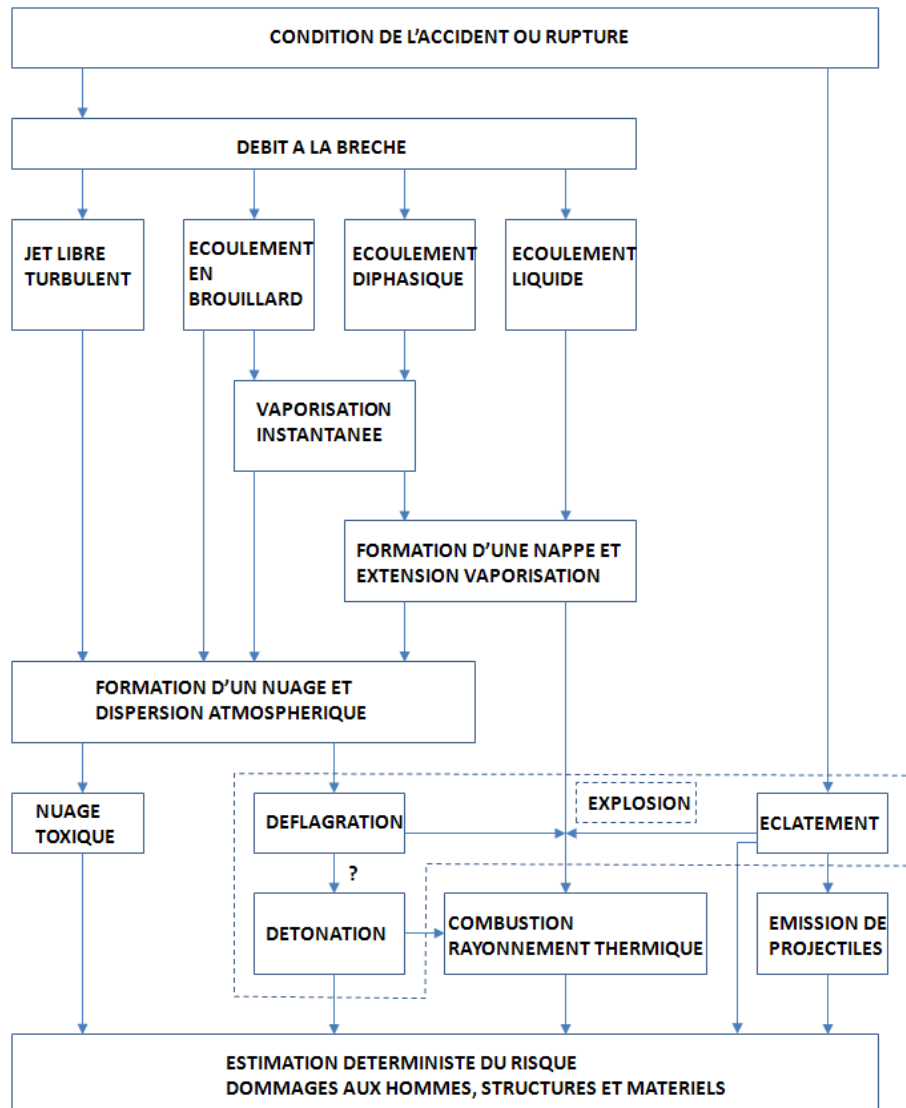 CONDITION DE L'ACCIDENT OU RUPTURE
DEBIT A LA BRECHE
JET LIBRE
TURBULENT
ECOULEMENT
EN
BROUILLARD
ECOULEMENT
DIPHASIQUE
ECOULEMENT
LIQUIDE
VAPORISATION
INSTANTANEE
FORMATION D'UNE NAPPE ET
EXTENSION VAPORISATION
FORMATION D'UN NUAGE ET
DISPERSION ATMOSPHERIQUE
NUAGE
TOXIQUE
DEFLAGRATION
EXPLOSION
ECLATEMENT
?
DETONATION
COMBUSTION
RAYONNEMENT THERMIQUE
EMISSION DE
PROJECTILES
ESTIMATION DETERMINISTE DU RISQUE
DOMMAGES AUX HOMMES, STRUCTURES ET MATERIELS